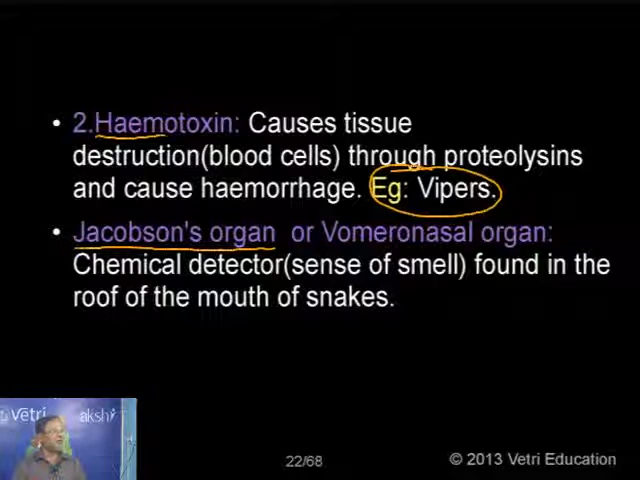 • 2.Haemotoxin: Causes tissue
destruction(blood cells) through proteolysins
and cause haemorrhage. Eg: Vipers.
• Jacobson's organ or Vomeronasal organ:
Chemical detector(sense of smell) found in the
roof of the mouth of snakes.
Vetri
22/68
© 2013 Vetri Education